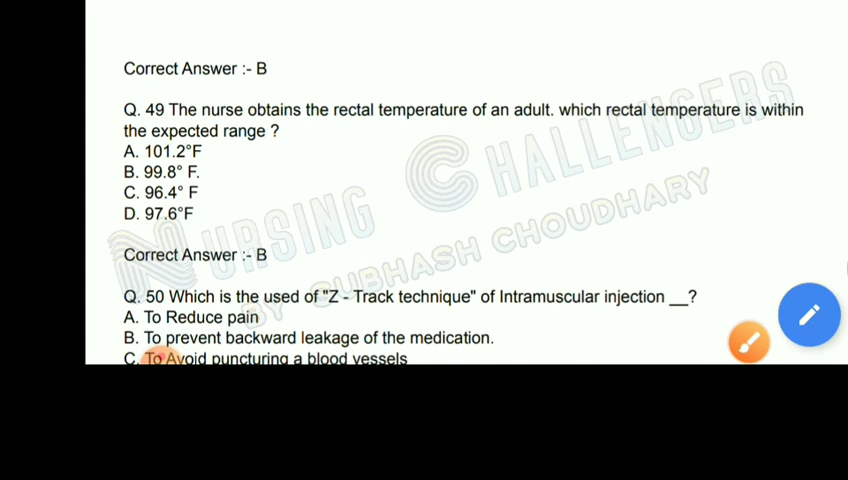 Correct Answer :- B
Q. 49 The nurse obtains the rectal temperature of an adult. which rectal temperature is within
the expected range ?
A. 101.2°F
B. 99.8° F.
C. 96.4° F
D. 97.6°F
Correct Answer :- B
Q. 50 Which is the used of "Z - Track technique" of Intramuscular injection __?
A. To Reduce pain
B. To prevent backward leakage of the medication.
C. To Avoid puncturing a blood vessels
NURSING CHALLENGERS
BY SUBHASH CHOUDHARY